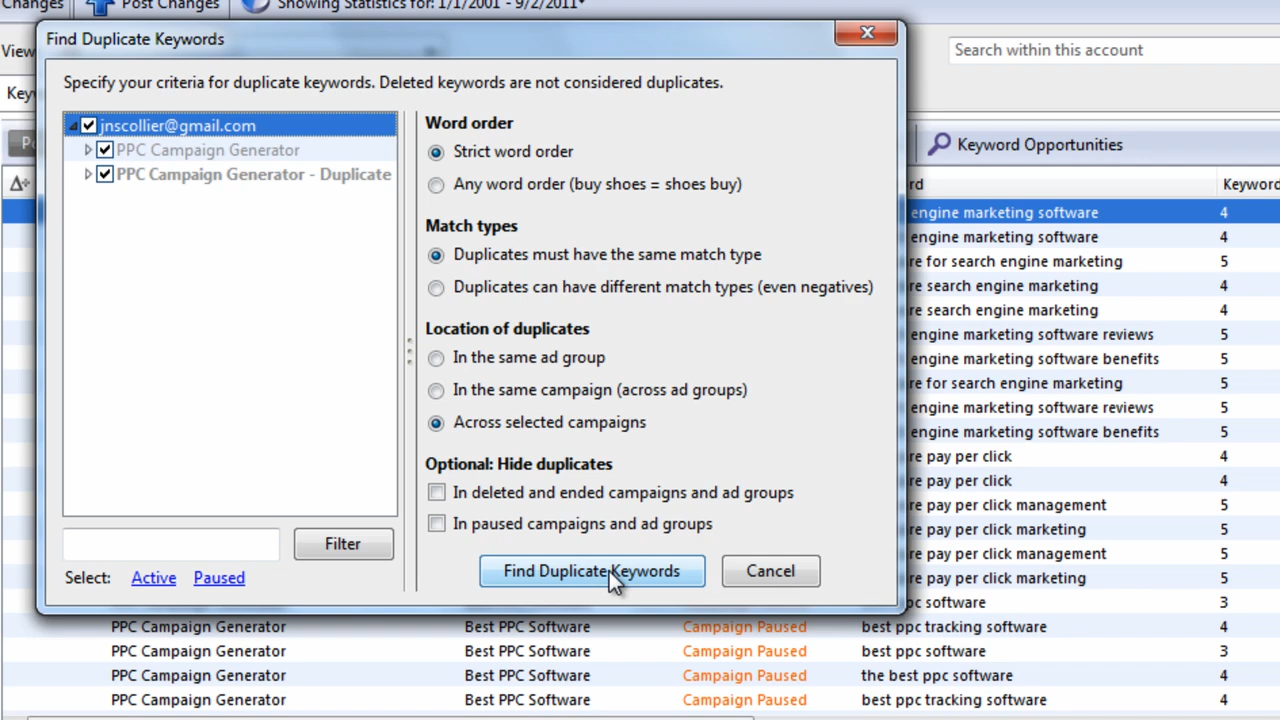 Changes Post Changes Showing Statistics for: 1/1/2001 - 9/2/2011
Find Duplicate Keywords
View
Search within this account
Specify your criteria for duplicate keywords. Deleted keywords are not considered duplicates.
jnscollier@gmail.com
PPC Campaign Generator
PPC Campaign Generator - Duplicate
Word order
Strict word order
Any word order (buy shoes = shoes buy)
Match types
Duplicates must have the same match type
Duplicates can have different match types (even negatives)
Location of duplicates
In the same ad group
In the same campaign (across ad groups)
Across selected campaigns
Optional: Hide duplicates
In deleted and ended campaigns and ad groups
In paused campaigns and ad groups
Filter
Select: Active Paused
Find Duplicate Keywords Cancel
Keyword Opportunities
rd Keyword
engine marketing software 4
engine marketing software 4
re for search engine marketing 5
re search engine marketing 4
re search engine marketing 4
engine marketing software reviews 5
engine marketing software benefits 5
re for search engine marketing 5
engine marketing software reviews 5
engine marketing software benefits 5
re pay per click 4
re pay per click 4
re pay per click management 5
re pay per click marketing 5
re pay per click management 5
re pay per click marketing 5
pc software 3
PPC Campaign Generator Best PPC Software Campaign Paused best ppc tracking software 4
PPC Campaign Generator Best PPC Software Campaign Paused best ppc software 3
PPC Campaign Generator Best PPC Software Campaign Paused the best ppc software 4
PPC Campaign Generator Best PPC Software Campaign Paused best ppc tracking software 4